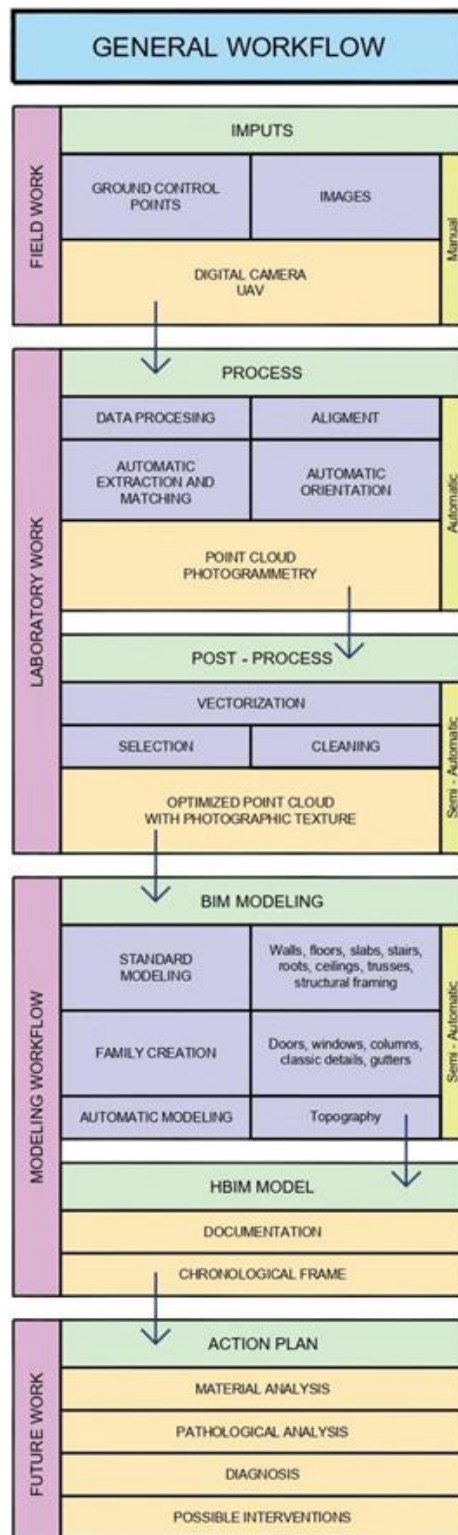 GENERAL WORKFLOW
FIELD WORK
IMPUTS
GROUND CONTROL
POINTS
IMAGES
Manual
DIGITAL CAMERA
UAV
LABORATORY WORK
PROCESS
DATA PROCESING
ALIGMENT
AUTOMATIC
EXTRACTION AND
MATCHING
AUTOMATIC
ORIENTATION
Automatic
POINT CLOUD
PHOTOGRAMMETRY
POST - PROCESS
VECTORIZATION
SELECTION
CLEANING
Semi - Automatic
OPTIMIZED POINT CLOUD
WITH PHOTOGRAPHIC TEXTURE
MODELING WORKFLOW
BIM MODELING
STANDARD
MODELING
Walls, floors, slabs, stairs,
roots, ceilings, trusses,
structural framing
Semi - Automatic
FAMILY CREATION
Doors, windows, columns,
classic details, gutters
AUTOMATIC MODELING
Topography
HBIM MODEL
DOCUMENTATION
CHRONOLOGICAL FRAME
FUTURE WORK
ACTION PLAN
MATERIAL ANALYSIS
PATHOLOGICAL ANALYSIS
DIAGNOSIS
POSSIBLE INTERVENTIONS